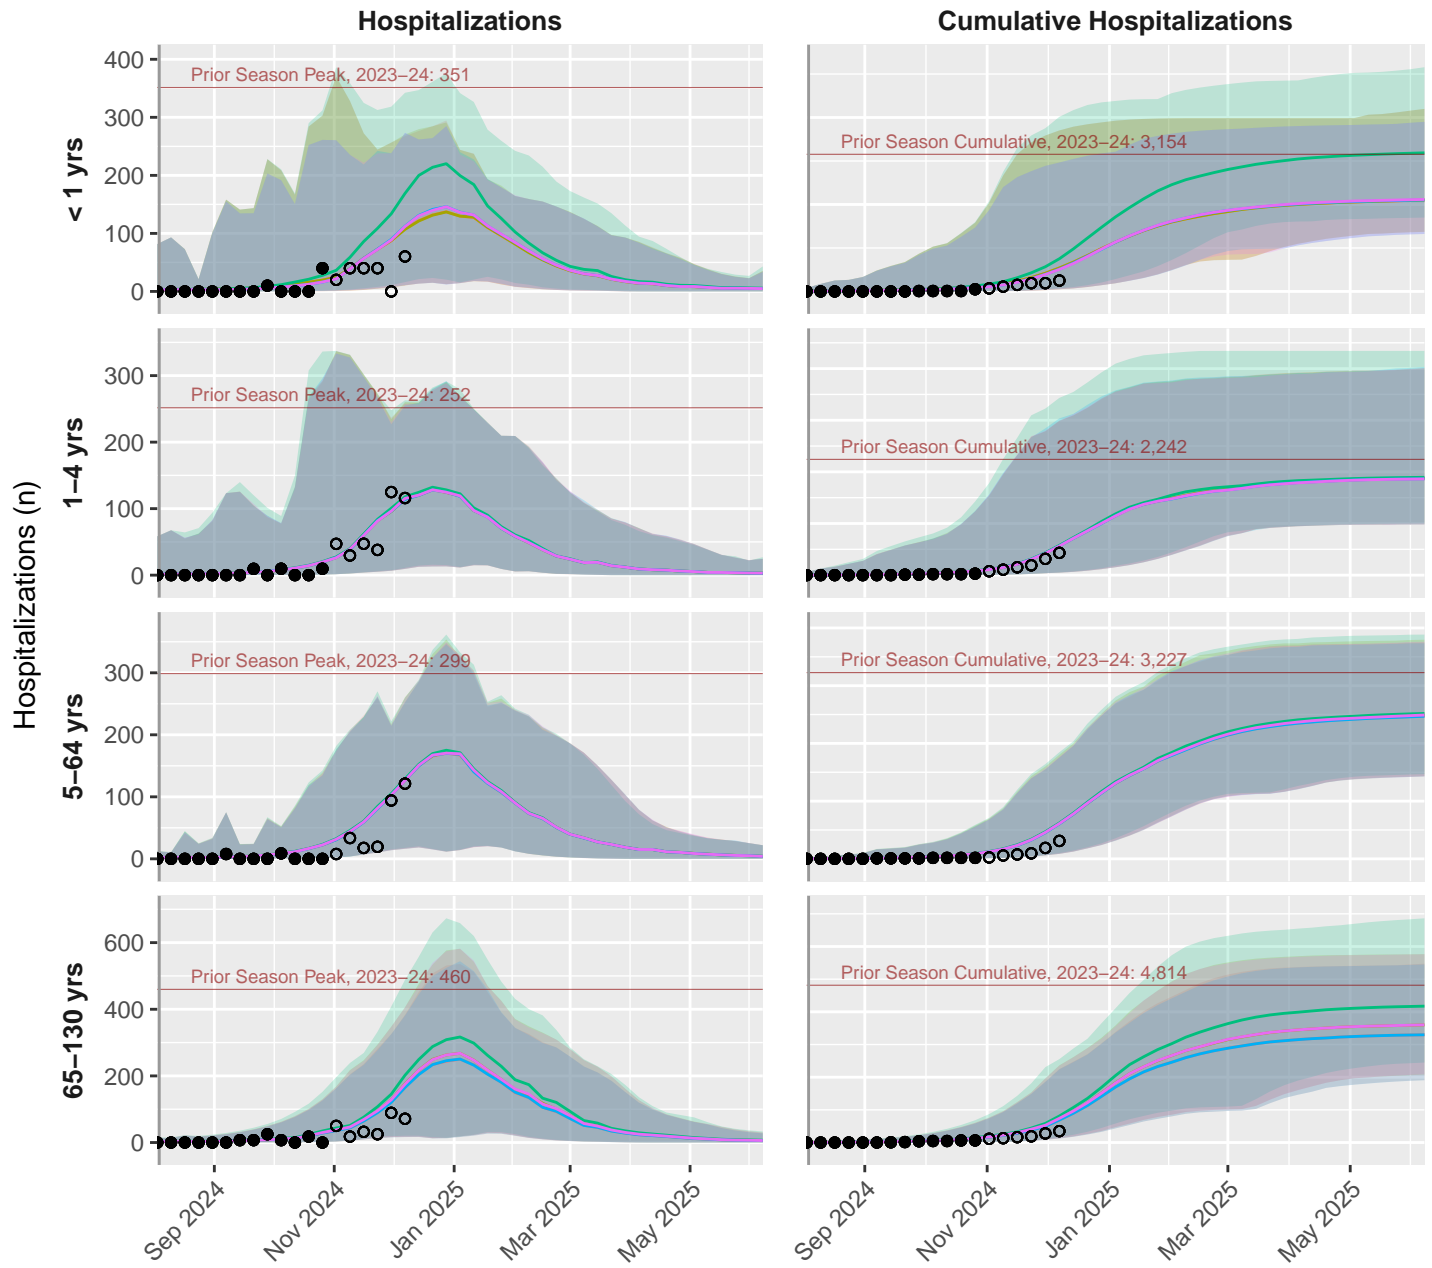 Hospitalizations
Cumulative Hospitalizations
Hospitalizations (n)
< 1 yrs
400
300
200
100
0
Prior Season Peak, 2023–24: 351
Prior Season Cumulative, 2023–24: 3,154
1–4 yrs
300
200
100
0
Prior Season Peak, 2023–24: 252
Prior Season Cumulative, 2023–24: 2,242
5–64 yrs
300
200
100
0
Prior Season Peak, 2023–24: 299
Prior Season Cumulative, 2023–24: 3,227
65–130 yrs
600
400
200
0
Prior Season Peak, 2023–24: 460
Prior Season Cumulative, 2023–24: 4,814
Sep 2024
Nov 2024
Jan 2025
Mar 2025
May 2025
Sep 2024
Nov 2024
Jan 2025
Mar 2025
May 2025